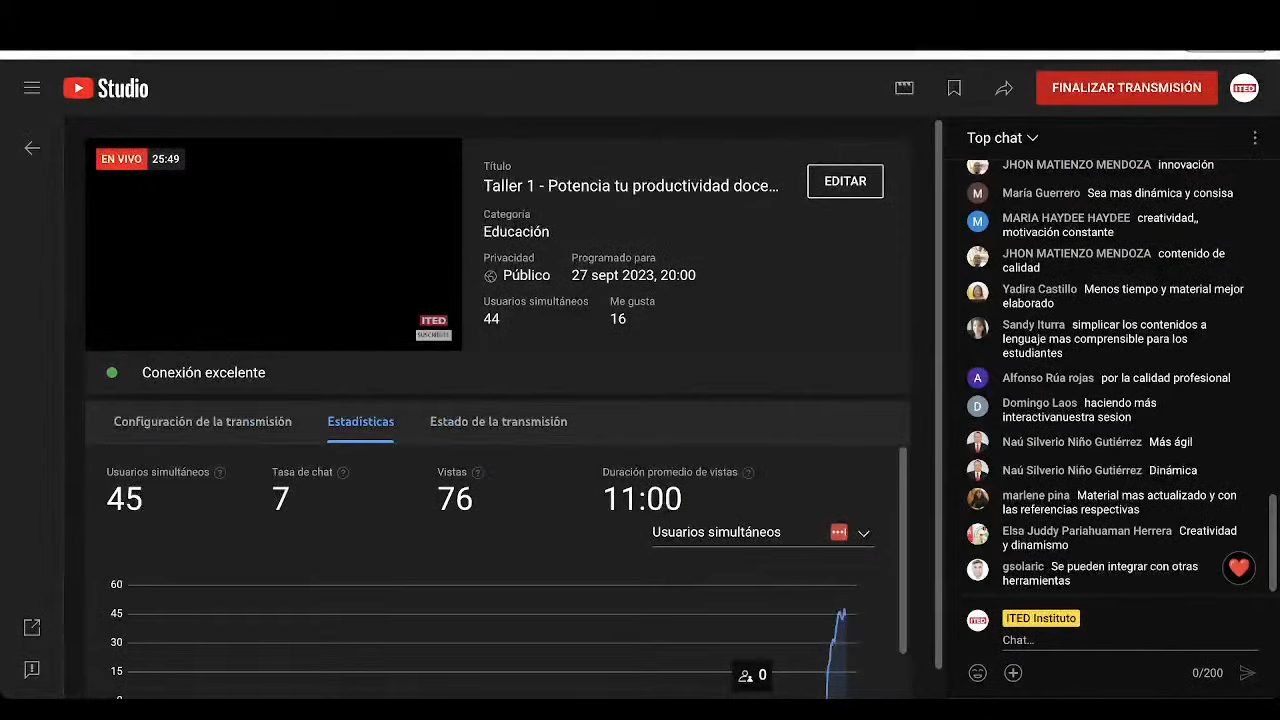 Studio
FINALIZAR TRANSMISIÓN
ITED
EN VIVO 25:49
ITED
SUSCRÍBETE
Título
Taller 1 - Potencia tu productividad doce...
EDITAR
Categoría
Educación
Privacidad
Programado para
Público
27 sept 2023, 20:00
Usuarios simultáneos
Me gusta
44
16
Conexión excelente
Configuración de la transmisión
Estadísticas
Estado de la transmisión
Usuarios simultáneos
Tasa de chat
Vistas
Duración promedio de vistas
45
7
76
11:00
Usuarios simultáneos
60
45
30
15
0
0
Top chat
JHON MATIENZO MENDOZA innovación
M
María Guerrero Sea mas dinámica y consisa
M
MARIA HAYDEE HAYDEE creatividad,,
motivación constante
JHON MATIENZO MENDOZA contenido de
calidad
Yadira Castillo Menos tiempo y material mejor
elaborado
Sandy Iturra simplicar los contenidos a
lenguaje mas comprensible para los
estudiantes
A
Alfonso Rúa rojas por la calidad profesional
D
Domingo Laos haciendo más
interactivanuestra sesion
Naú Silverio Niño Gutiérrez Más ágil
Naú Silverio Niño Gutiérrez Dinámica
marlene pina Material mas actualizado y con
las referencias respectivas
Elsa Juddy Pariahuaman Herrera Creatividad
y dinamismo
gsolaric Se pueden integrar con otras
herramientas
ITED
ITED Instituto
Chat...
0/200